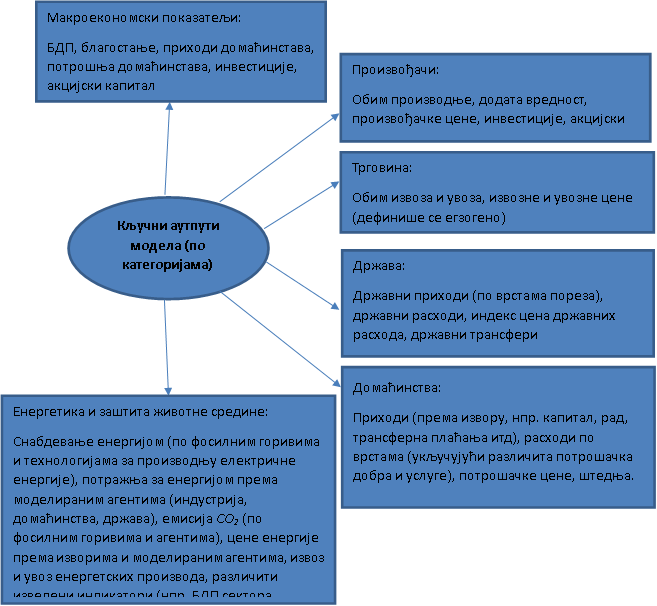 Макроекономски показатељи:
БДП, благостање, приходи домаћинстава,
потрошња домаћинстава, инвестиције,
акцијски капитал
Произвођачи:
Обим производње, додата вредност,
произвођачке цене, инвестиције, акцијски
Трговина:
Обим извоза и увоза, извозне и увозне цене
(дефинише се егзогено)
Кључни аутпути
модела (по
категоријама)
Држава:
Државни приходи (по врстама пореза),
државни расходи, индекс цена државних
расхода, државни трансфери
Домаћинства:
Приходи (према извору, нпр. капитал, рад,
трансферна плаћања итд), расходи по
врстама (укључујући различита потрошачка
добра и услуге), потрошачке цене, штедња.
Енергетика и заштита животне средине:
Снабдевање енергијом (по фосилним горивима
и технологијама за производњу електричне
енергије), потражња за енергијом према
моделираним агентима (индустрија,
домаћинства, држава), емисија CO₂ (по
фосилним горивима и агентима), цене енергије
према изворима и моделираним агентима, извоз
и увоз енергетских производа, различити
изведени индикатори (нпр. БДП сектора